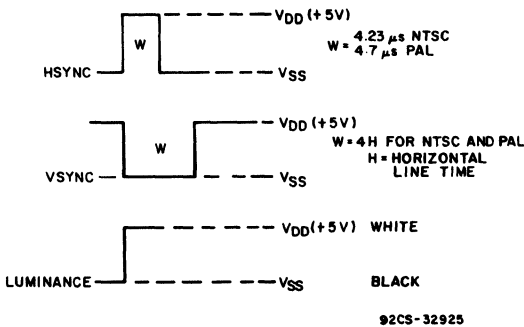 VDD (+5V)
W
W = 4.23 µs NTSC
4.7 µs PAL
HSYNC
VSS
VDD (+5V)
W
W = 4H FOR NTSC AND PAL
H = HORIZONTAL
LINE TIME
VSYNC
VSS
VDD (+5V) WHITE
LUMINANCE
VSS
BLACK
92CS-32925